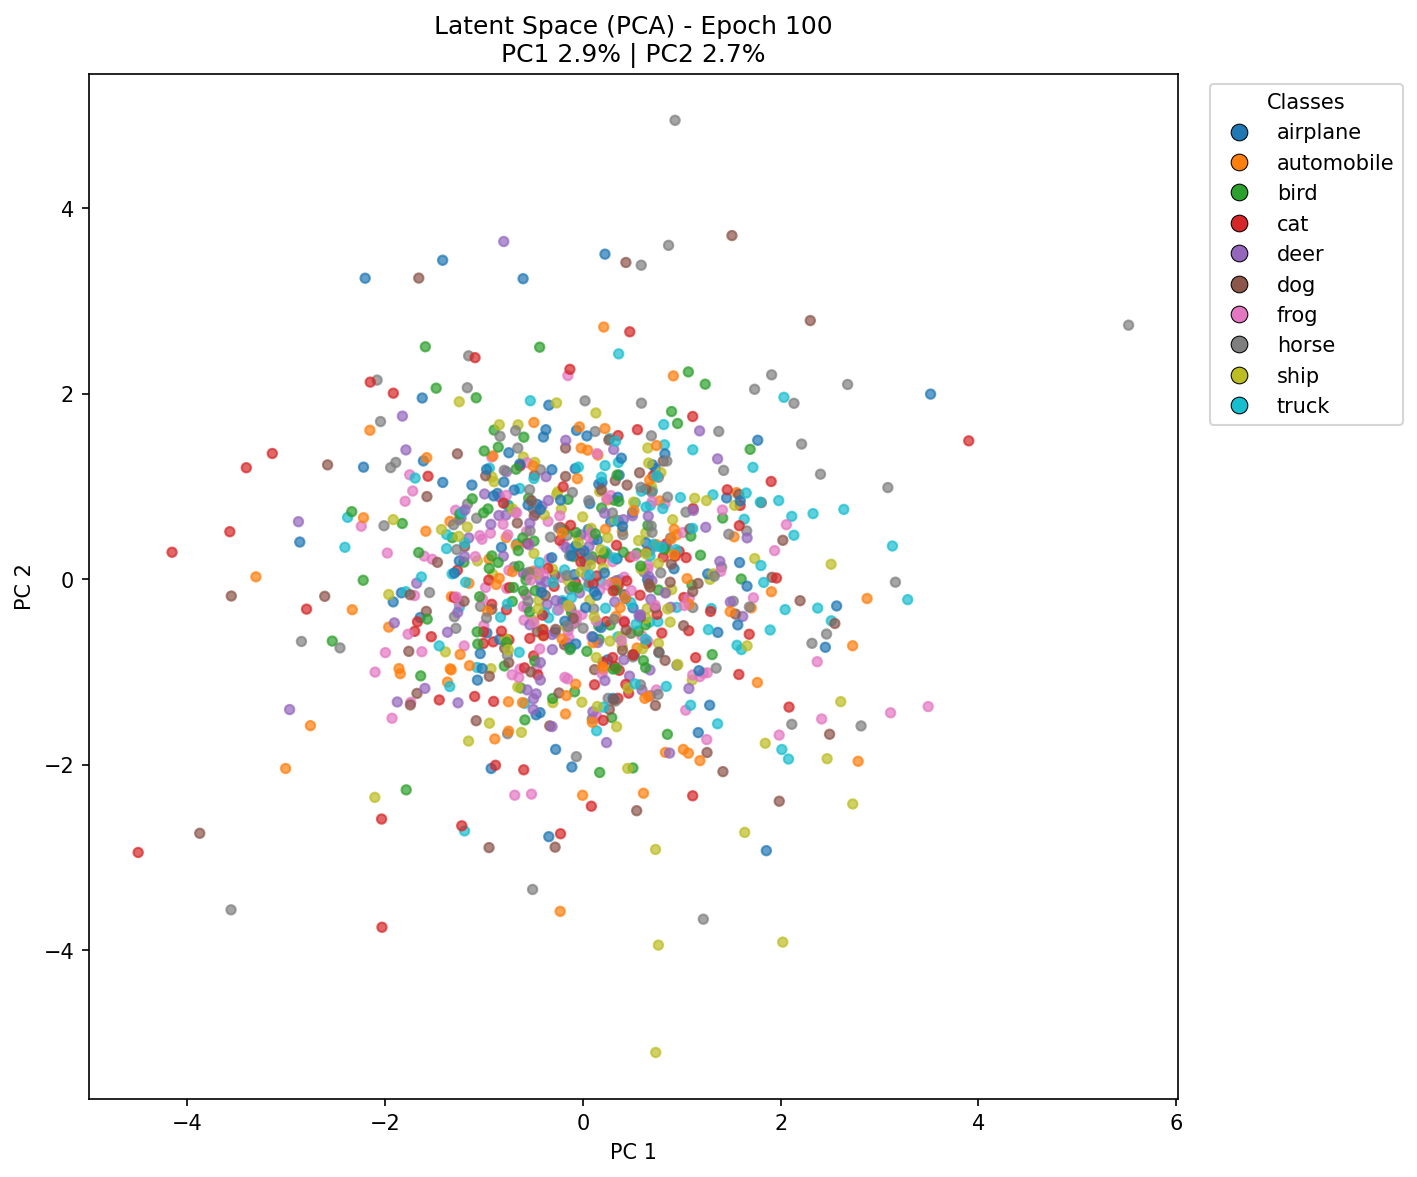 Latent Space (PCA) - Epoch 100
PC1 2.9% | PC2 2.7%
Classes
airplane
automobile
bird
cat
deer
dog
frog
horse
ship
truck
4
2
0
−2
−4
PC 2
−4
−2
0
2
4
6
PC 1